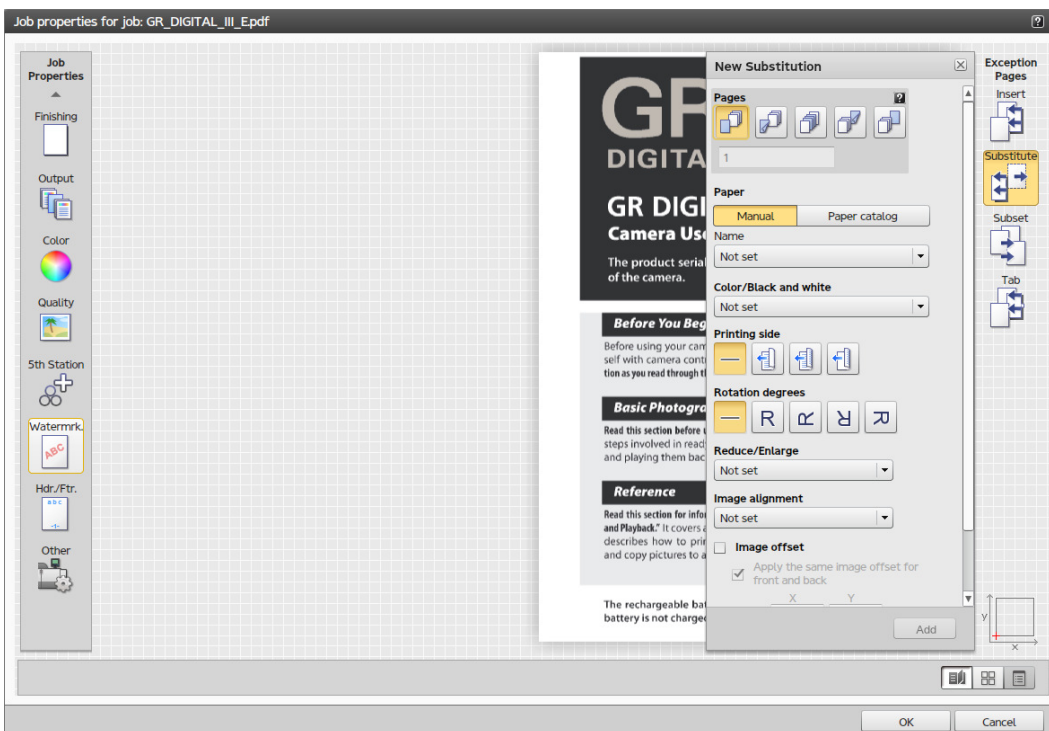 Job properties for job: GR_DIGITAL_III_E.pdf
?
Job
Properties
Finishing
Output
Color
Quality
5th Station
Watermrk.
ABC
Hdr./Ftr.
a b c
-1-
Other
GR
DIGITA
GR DIGI
Camera Use
The product serial
of the camera.
Before You Beg
Before using your cam
self with camera contr
tion as you read through th
Basic Photogra
Read this section before u
steps involved in ready
and playing them bac
Reference
Read this section for infor
and Playback." It covers a
describes how to prin
and copy pictures to a
The rechargeable bat
battery is not charged
New Substitution
Pages
?
1
Paper
Manual
Paper catalog
Name
Not set
Color/Black and white
Not set
Printing side
Rotation degrees
R R R R
Reduce/Enlarge
Not set
Image alignment
Not set
Image offset
Apply the same image offset for
front and back
X Y
Add
Exception
Pages
Insert
Substitute
Subset
Tab
y
x
OK
Cancel